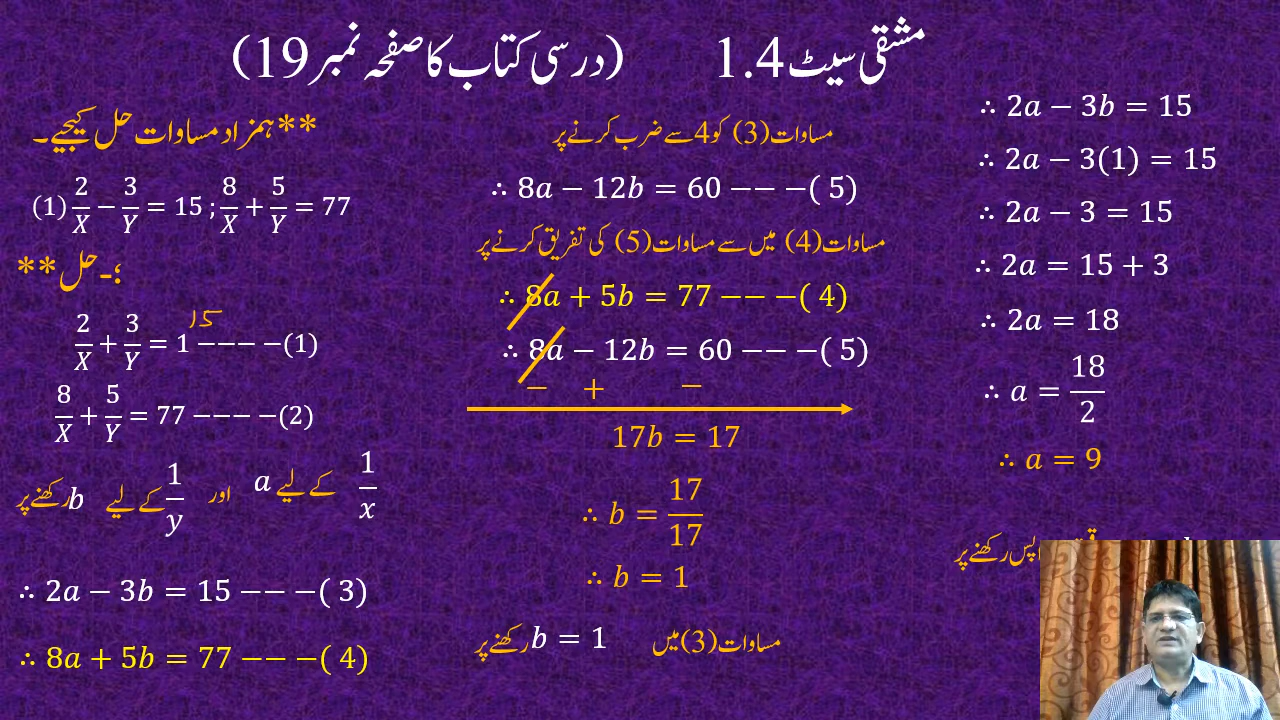 مشقی سیٹ 1.4 (درسی کتاب کا صفحہ نمبر 19)
**ہمزاد مساوات حل کیجیے۔
(1) 2/X − 3/Y = 15 ; 8/X + 5/Y = 77
**حل۔؛
2/X + 3/Y = 1 −−−−(1)
15
8/X + 5/Y = 77 −−−−(2)
1/x کے لیے a اور 1/y کے لیے b رکھنے پر
∴ 2a − 3b = 15 −−−( 3)
∴ 8a + 5b = 77 −−−( 4)
مساوات (3) کو 4 سے ضرب کرنے پر
∴ 8a − 12b = 60 −−−( 5)
مساوات (4) میں سے مساوات (5) کی تفریق کرنے پر
∴ 8a + 5b = 77 −−−( 4)
∴ 8a − 12b = 60 −−−( 5)
− + −
17b = 17
∴ b = 17/17
∴ b = 1
مساوات (3) میں b = 1 رکھنے پر
∴ 2a − 3b = 15
∴ 2a − 3(1) = 15
∴ 2a − 3 = 15
∴ 2a = 15 + 3
∴ 2a = 18
∴ a = 18/2
∴ a = 9
رکھنے پر